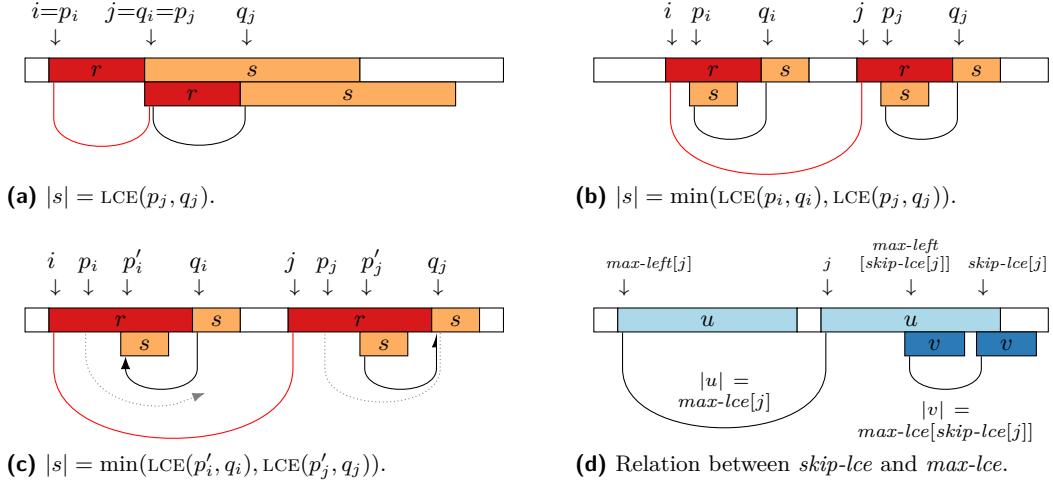 i=p_i j=q_i=p_j q_j
r s
r s
(a) |s| = LCE(p_j, q_j).
i p_i q_i j p_j q_j
r s r s
s s
(b) |s| = min(LCE(p_i, q_i), LCE(p_j, q_j)).
i p_i p′_i q_i j p_j p′_j q_j
r s r s
s s
(c) |s| = min(LCE(p′_i, q_i), LCE(p′_j, q_j)).
max-left
max-left[j] j [skip-lce[j]] skip-lce[j]
u u
v v
|u| =
max-lce[j]
|v| =
max-lce[skip-lce[j]]
(d) Relation between skip-lce and max-lce.